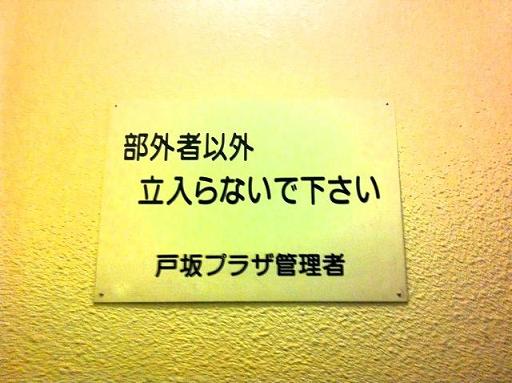 部外者以外
立入らないで下さい
戸坂プラザ管理者